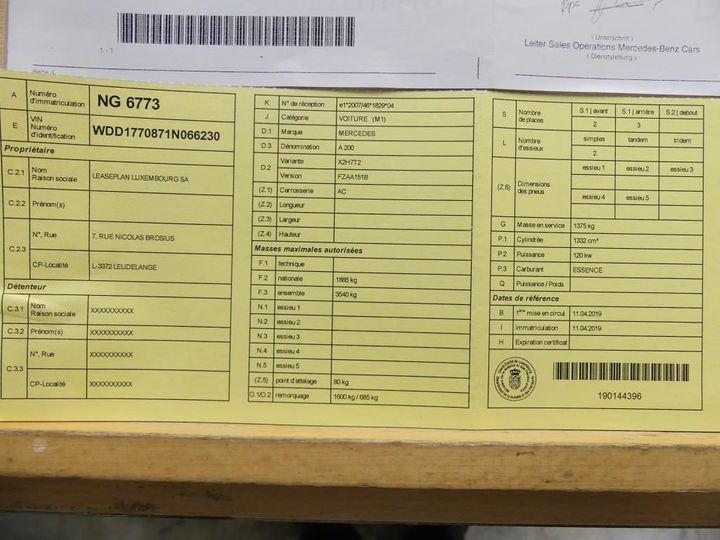 1 - 1
( Unterschrift )
Leiter Sales Operations Mercedes-Benz Cars
( Dienststellung )
A Numéro d'immatriculation NG 6773
E VIN Numéro d'identification WDD1770871N066230
Propriétaire
C.2.1 Nom Raison sociale LEASEPLAN LUXEMBOURG SA
C.2.2 Prénom(s)
C.2.3 N°, Rue 7, RUE NICOLAS BROSIUS
CP-Localité L-3372 LEUDELANGE
Détenteur
C.3.1 Nom Raison sociale XXXXXXXXXX
C.3.2 Prénom(s) XXXXXXXXXX
C.3.3 N°, Rue XXXXXXXXXX
CP-Localité XXXXXXXXXX
K N° de réception e1*2007/46*1829*04
J Catégorie VOITURE (M1)
D.1 Marque MERCEDES
D.3 Dénomination A 200
D.2 Variante X2H7T2
Version FZAA151B
(Z.1) Carrosserie AC
(Z.2) Longueur
(Z.3) Largeur
(Z.4) Hauteur
Masses maximales autorisées
F.1 technique
F.2 nationale 1885 kg
F.3 ensemble 3540 kg
N.1 essieu 1
N.2 essieu 2
N.3 essieu 3
N.4 essieu 4
N.5 essieu 5
(Z.5) point d'attelage 80 kg
O.1/O.2 remorquage 1600 kg / 685 kg
S Nombre de places S.1 | avant S.1 | arrière S.2 | debout
2 3
L Nombre d'essieux simples tandem tridem
2
(Z.6) Dimensions des pneus essieu 1 essieu 2 essieu 3
essieu 4 essieu 5
G Masse en service 1375 kg
P.1 Cylindrée 1332 cm³
P.2 Puissance 120 kw
P.3 Carburant ESSENCE
Q Puissance / Poids
Dates de référence
B 1ère mise en circul. 11.04.2019
I Immatriculation 11.04.2019
H Expiration certificat
190144396